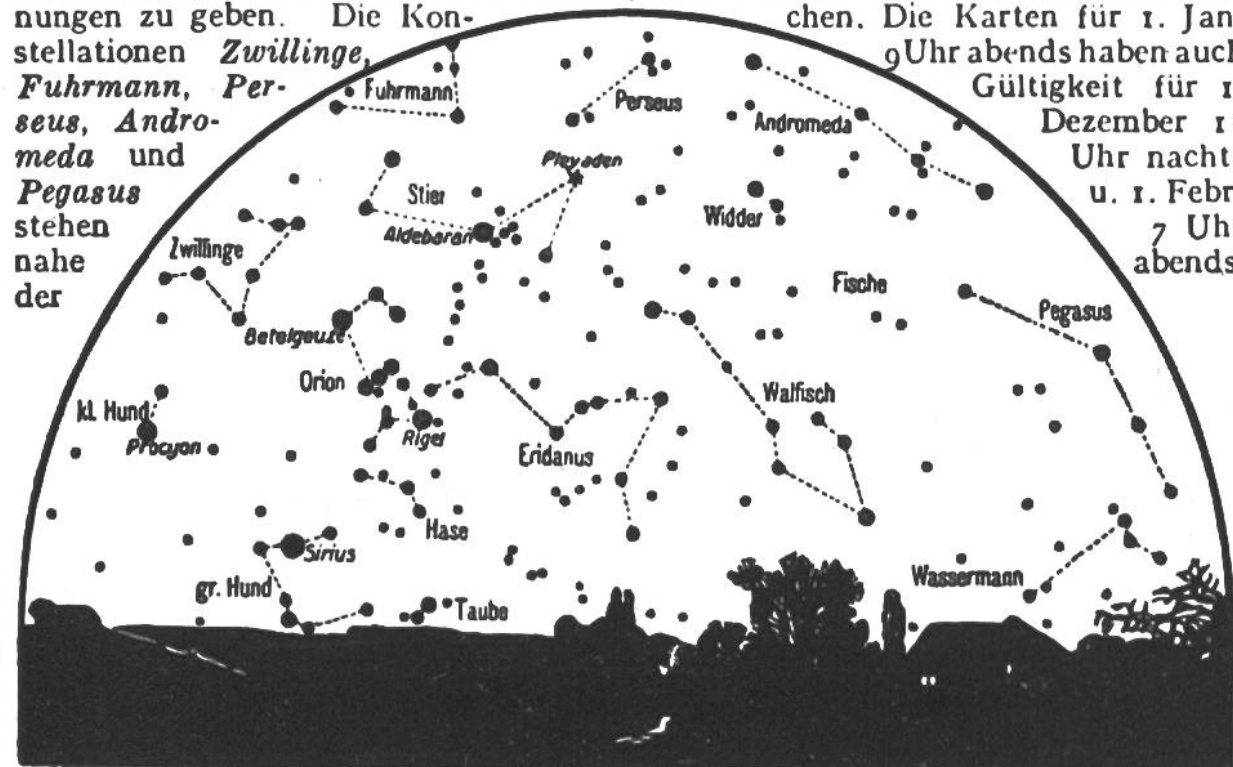 nungen zu geben. Die Kon-
stellationen Zwillinge,
Fuhrmann, Per-
seus, Andro-
meda und
Pegasus
stehen
nahe
der
chen. Die Karten für 1. Jan
9 Uhr abends haben auch
Gültigkeit für 1
Dezember 1
Uhr nacht
u. 1. Febr
7 Uh
abends
Fuhrmann
Perseus
Andromeda
Pleyaden
Stier
Aldebaran
Widder
Zwillinge
Fische
Pegasus
Betelgeuze
Orion
Walfisch
kl. Hund
Procyon
Rigel
Eridanus
Hase
Sirius
gr. Hund
Taube
Wassermann